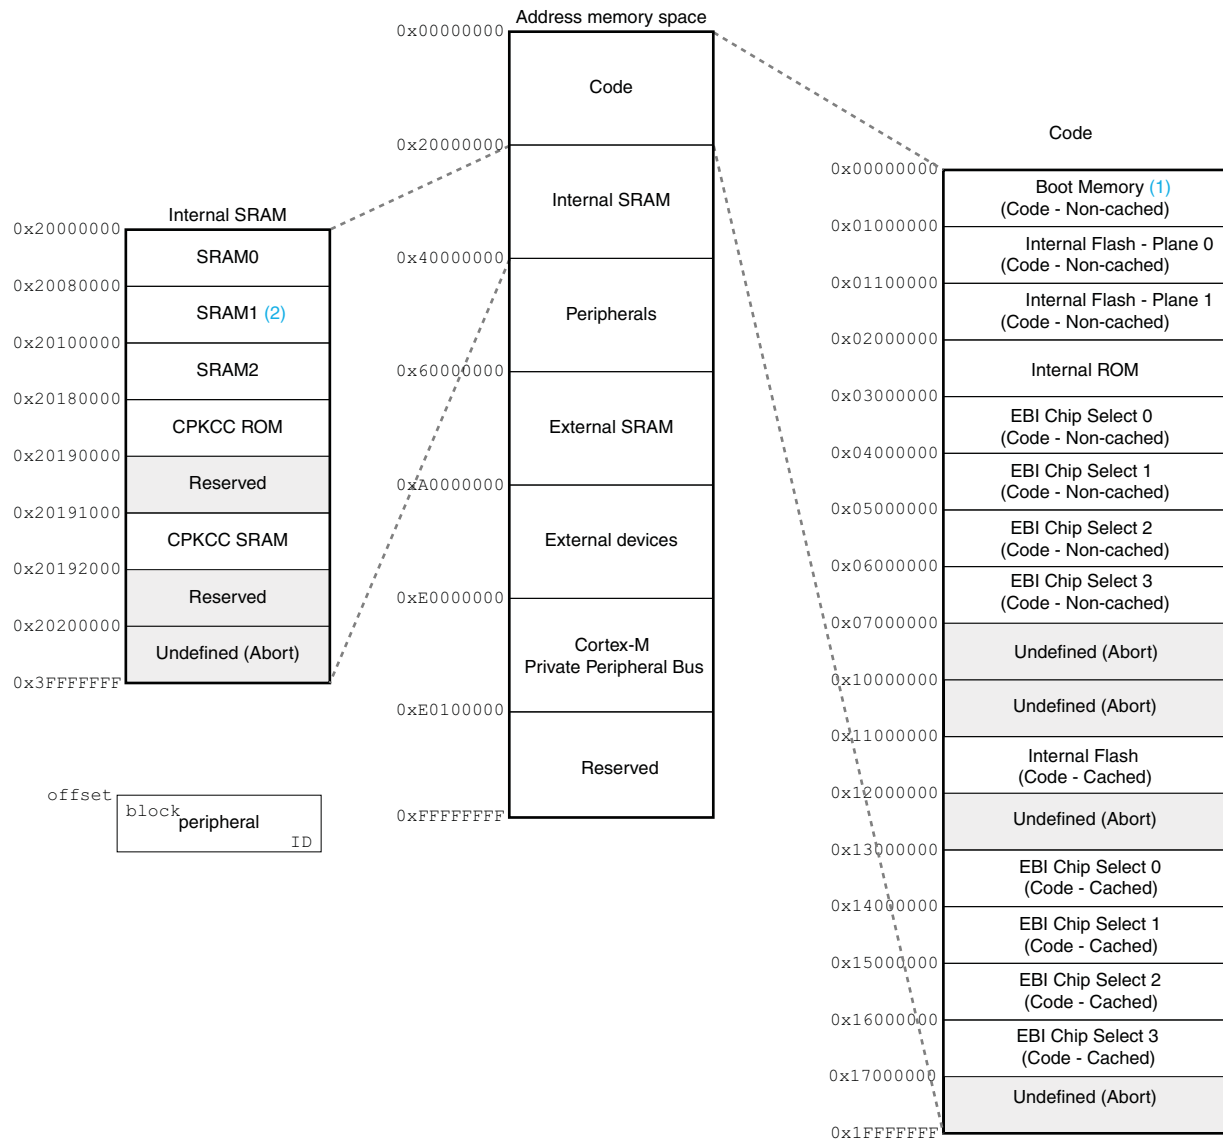 Address memory space
0x00000000
Code
0x20000000
Internal SRAM
0x40000000
Peripherals
0x60000000
External SRAM
0xA0000000
External devices
0xE0000000
Cortex-M
Private Peripheral Bus
0xE0100000
Reserved
0xFFFFFFFF
Internal SRAM
0x20000000
SRAM0
0x20080000
SRAM1 (2)
0x20100000
SRAM2
0x20180000
CPKCC ROM
0x20190000
Reserved
0x20191000
CPKCC SRAM
0x20192000
Reserved
0x20200000
Undefined (Abort)
0x3FFFFFFF
offset
block
peripheral
ID
Code
0x00000000
Boot Memory (1)
(Code - Non-cached)
0x01000000
Internal Flash - Plane 0
(Code - Non-cached)
0x01100000
Internal Flash - Plane 1
(Code - Non-cached)
0x02000000
Internal ROM
0x03000000
EBI Chip Select 0
(Code - Non-cached)
0x04000000
EBI Chip Select 1
(Code - Non-cached)
0x05000000
EBI Chip Select 2
(Code - Non-cached)
0x06000000
EBI Chip Select 3
(Code - Non-cached)
0x07000000
Undefined (Abort)
0x10000000
Undefined (Abort)
0x11000000
Internal Flash
(Code - Cached)
0x12000000
Undefined (Abort)
0x13000000
EBI Chip Select 0
(Code - Cached)
0x14000000
EBI Chip Select 1
(Code - Cached)
0x15000000
EBI Chip Select 2
(Code - Cached)
0x16000000
EBI Chip Select 3
(Code - Cached)
0x17000000
Undefined (Abort)
0x1FFFFFFF